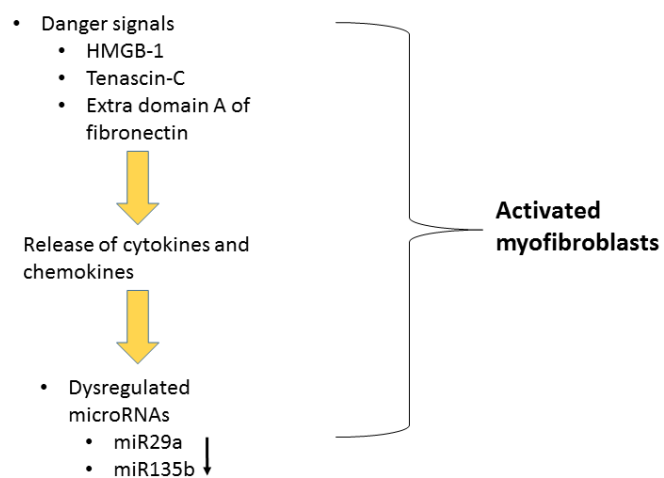 • Danger signals
• HMGB-1
• Tenascin-C
• Extra domain A of
fibronectin
Release of cytokines and
chemokines
• Dysregulated
microRNAs
• miR29a
• miR135b
Activated
myofibroblasts